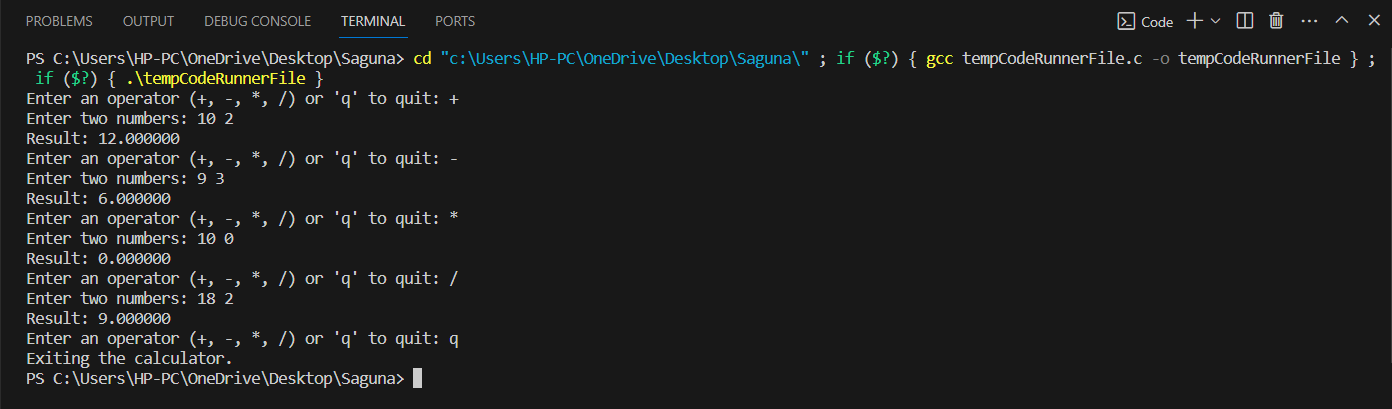 PROBLEMS OUTPUT DEBUG CONSOLE TERMINAL PORTS Code
PS C:\Users\HP-PC\OneDrive\Desktop\Saguna> cd "c:\Users\HP-PC\OneDrive\Desktop\Saguna\" ; if ($?) { gcc tempCodeRunnerFile.c -o tempCodeRunnerFile } ;
if ($?) { .\tempCodeRunnerFile }
Enter an operator (+, -, *, /) or 'q' to quit: +
Enter two numbers: 10 2
Result: 12.000000
Enter an operator (+, -, *, /) or 'q' to quit: -
Enter two numbers: 9 3
Result: 6.000000
Enter an operator (+, -, *, /) or 'q' to quit: *
Enter two numbers: 10 0
Result: 0.000000
Enter an operator (+, -, *, /) or 'q' to quit: /
Enter two numbers: 18 2
Result: 9.000000
Enter an operator (+, -, *, /) or 'q' to quit: q
Exiting the calculator.
PS C:\Users\HP-PC\OneDrive\Desktop\Saguna>